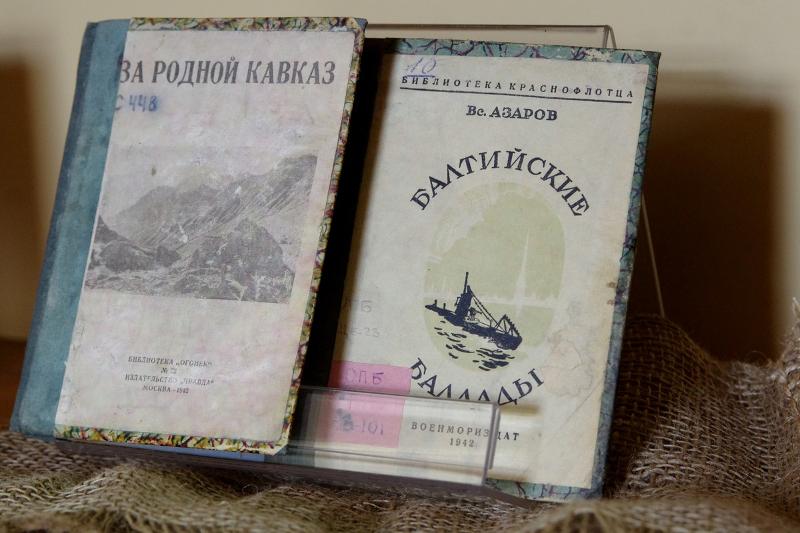 ЗА РОДНОЙ КАВКАЗ
С 448
БИБЛИОТЕКА „ОГОНЕК“
ИЗДАТЕЛЬСТВО „ПРАВДА“
МОСКВА—1942
10
БИБЛИОТЕКА КРАСНОФЛОТЦА
Вс. АЗАРОВ
БАЛТИЙСКИЕ
БАЛЛАДЫ
ВОЕНМОРИЗДАТ
1942